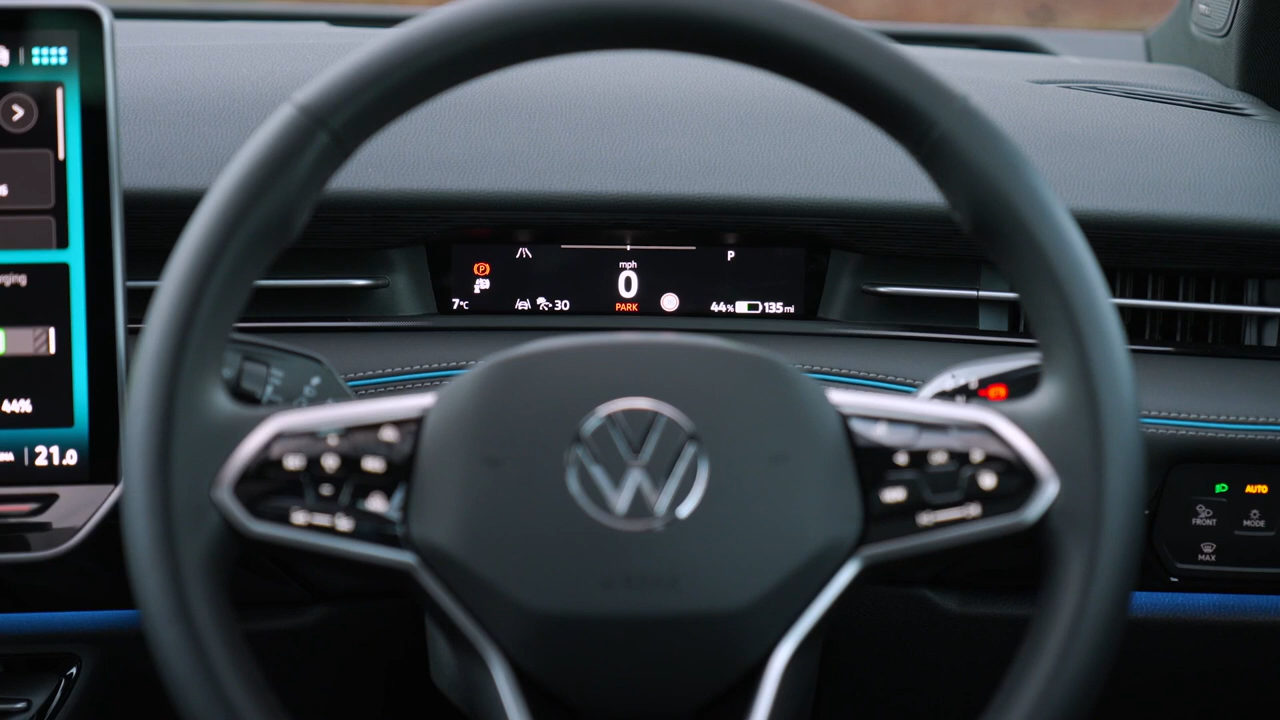 rging
44%
21.0
P
mph
0
PARK
7°C
30
P
44%
135 mi
AUTO
FRONT
MODE
MAX